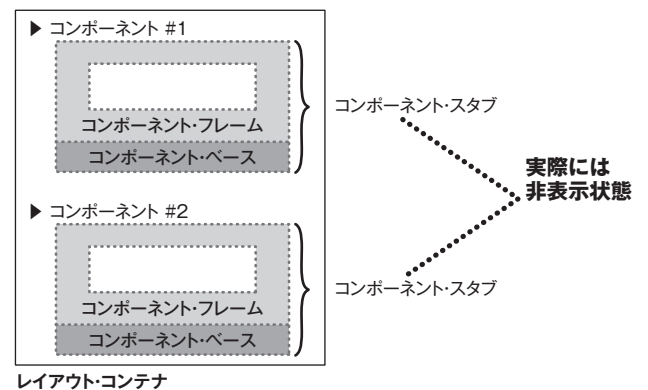 ▶ コンポーネント #1
コンポーネント・フレーム
コンポーネント・ベース
コンポーネント・スタブ
実際には
非表示状態
▶ コンポーネント #2
コンポーネント・フレーム
コンポーネント・ベース
コンポーネント・スタブ
レイアウト・コンテナ